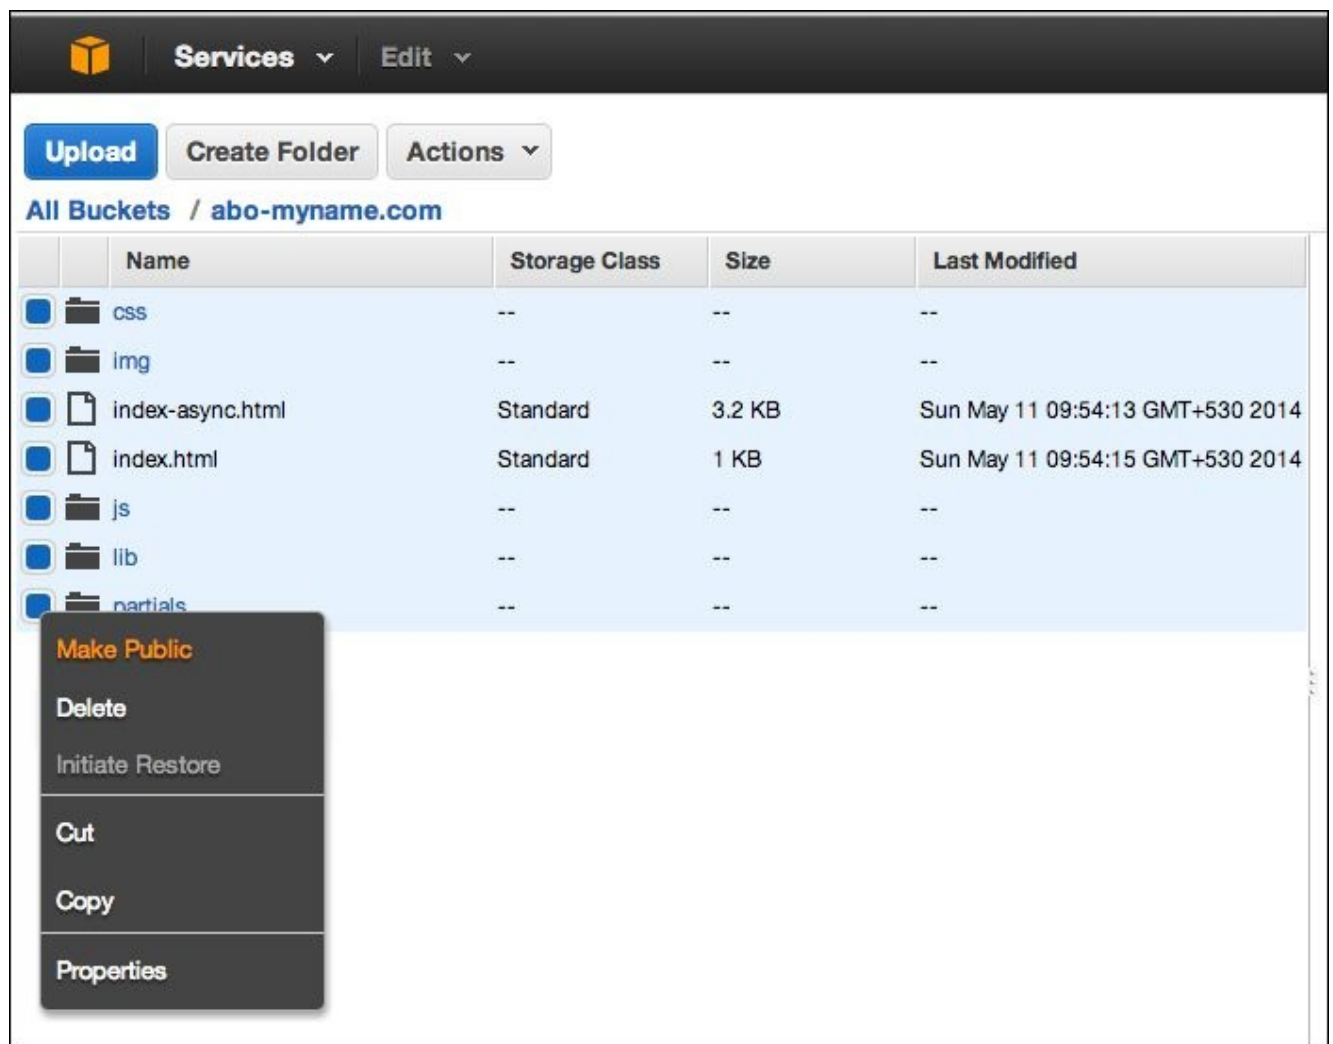 Services Edit
Upload Create Folder Actions
All Buckets / abo-myname.com
Name Storage Class Size Last Modified
css -- -- --
img -- -- --
index-async.html Standard 3.2 KB Sun May 11 09:54:13 GMT+530 2014
index.html Standard 1 KB Sun May 11 09:54:15 GMT+530 2014
js -- -- --
lib -- -- --
partials -- -- --
Make Public
Delete
Initiate Restore
Cut
Copy
Properties